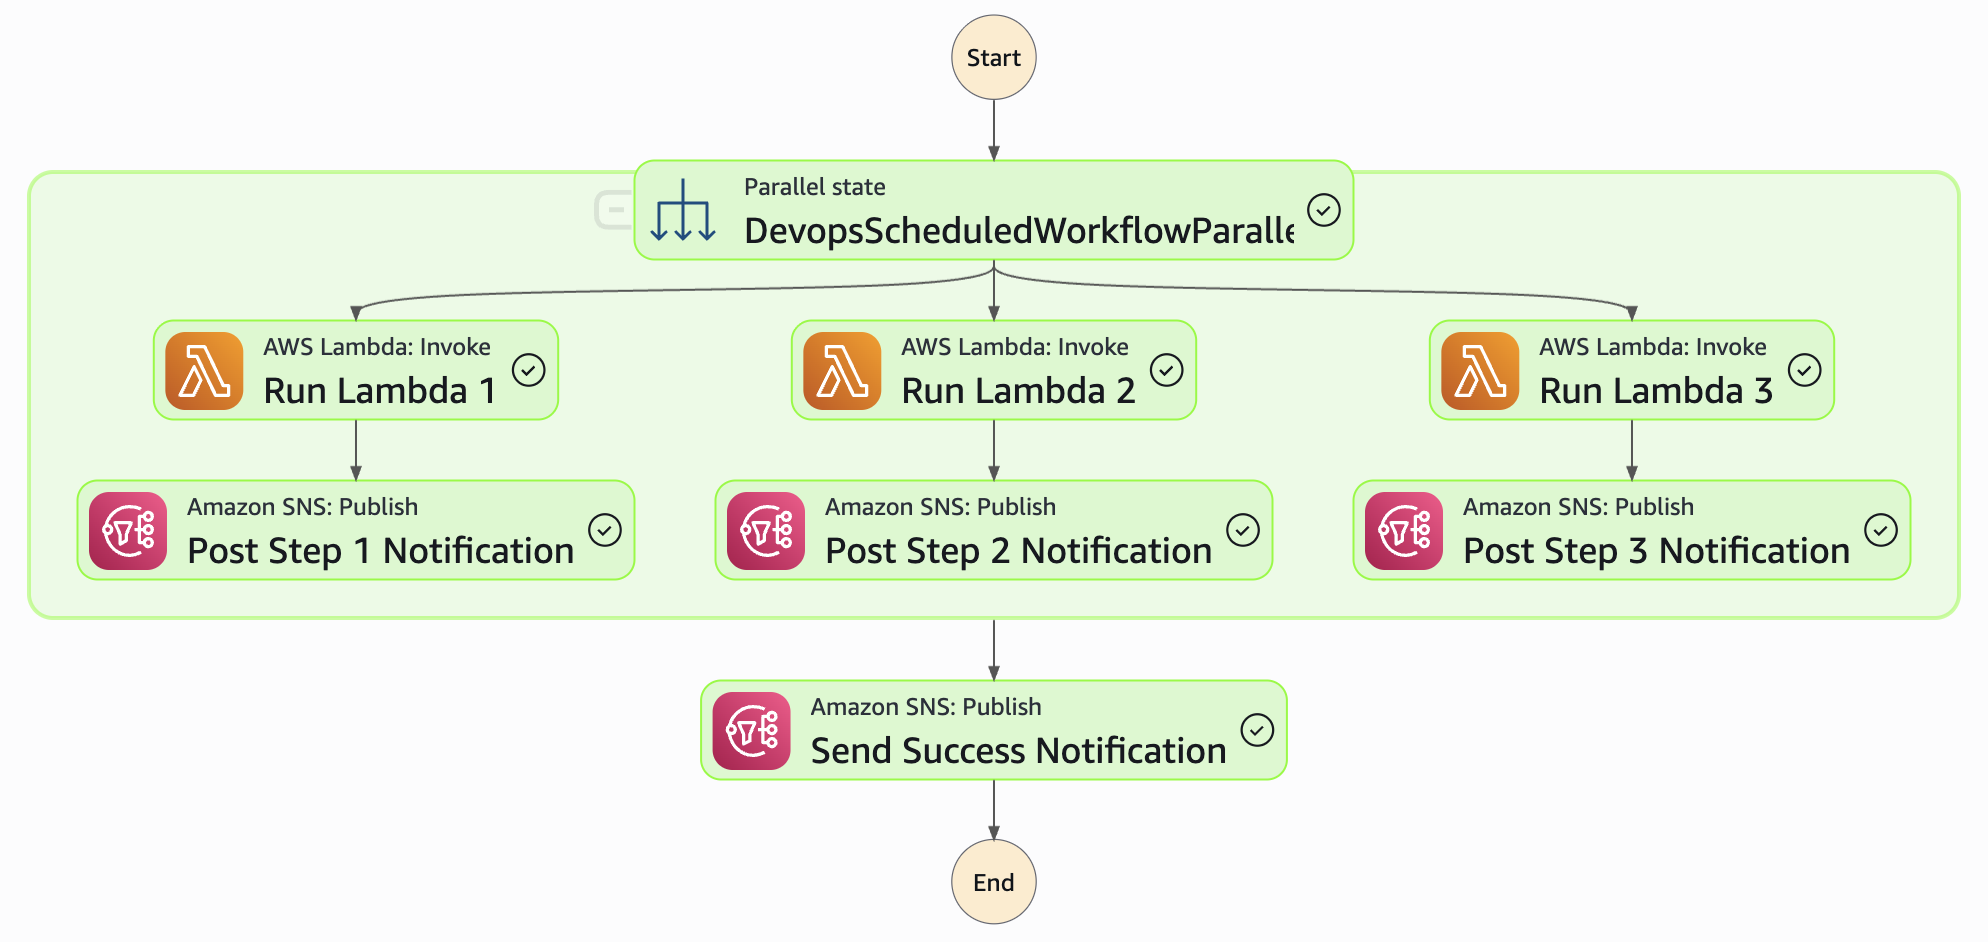 Start
Parallel state
DevopsScheduledWorkflowParalle
AWS Lambda: Invoke
Run Lambda 1
AWS Lambda: Invoke
Run Lambda 2
AWS Lambda: Invoke
Run Lambda 3
Amazon SNS: Publish
Post Step 1 Notification
Amazon SNS: Publish
Post Step 2 Notification
Amazon SNS: Publish
Post Step 3 Notification
Amazon SNS: Publish
Send Success Notification
End